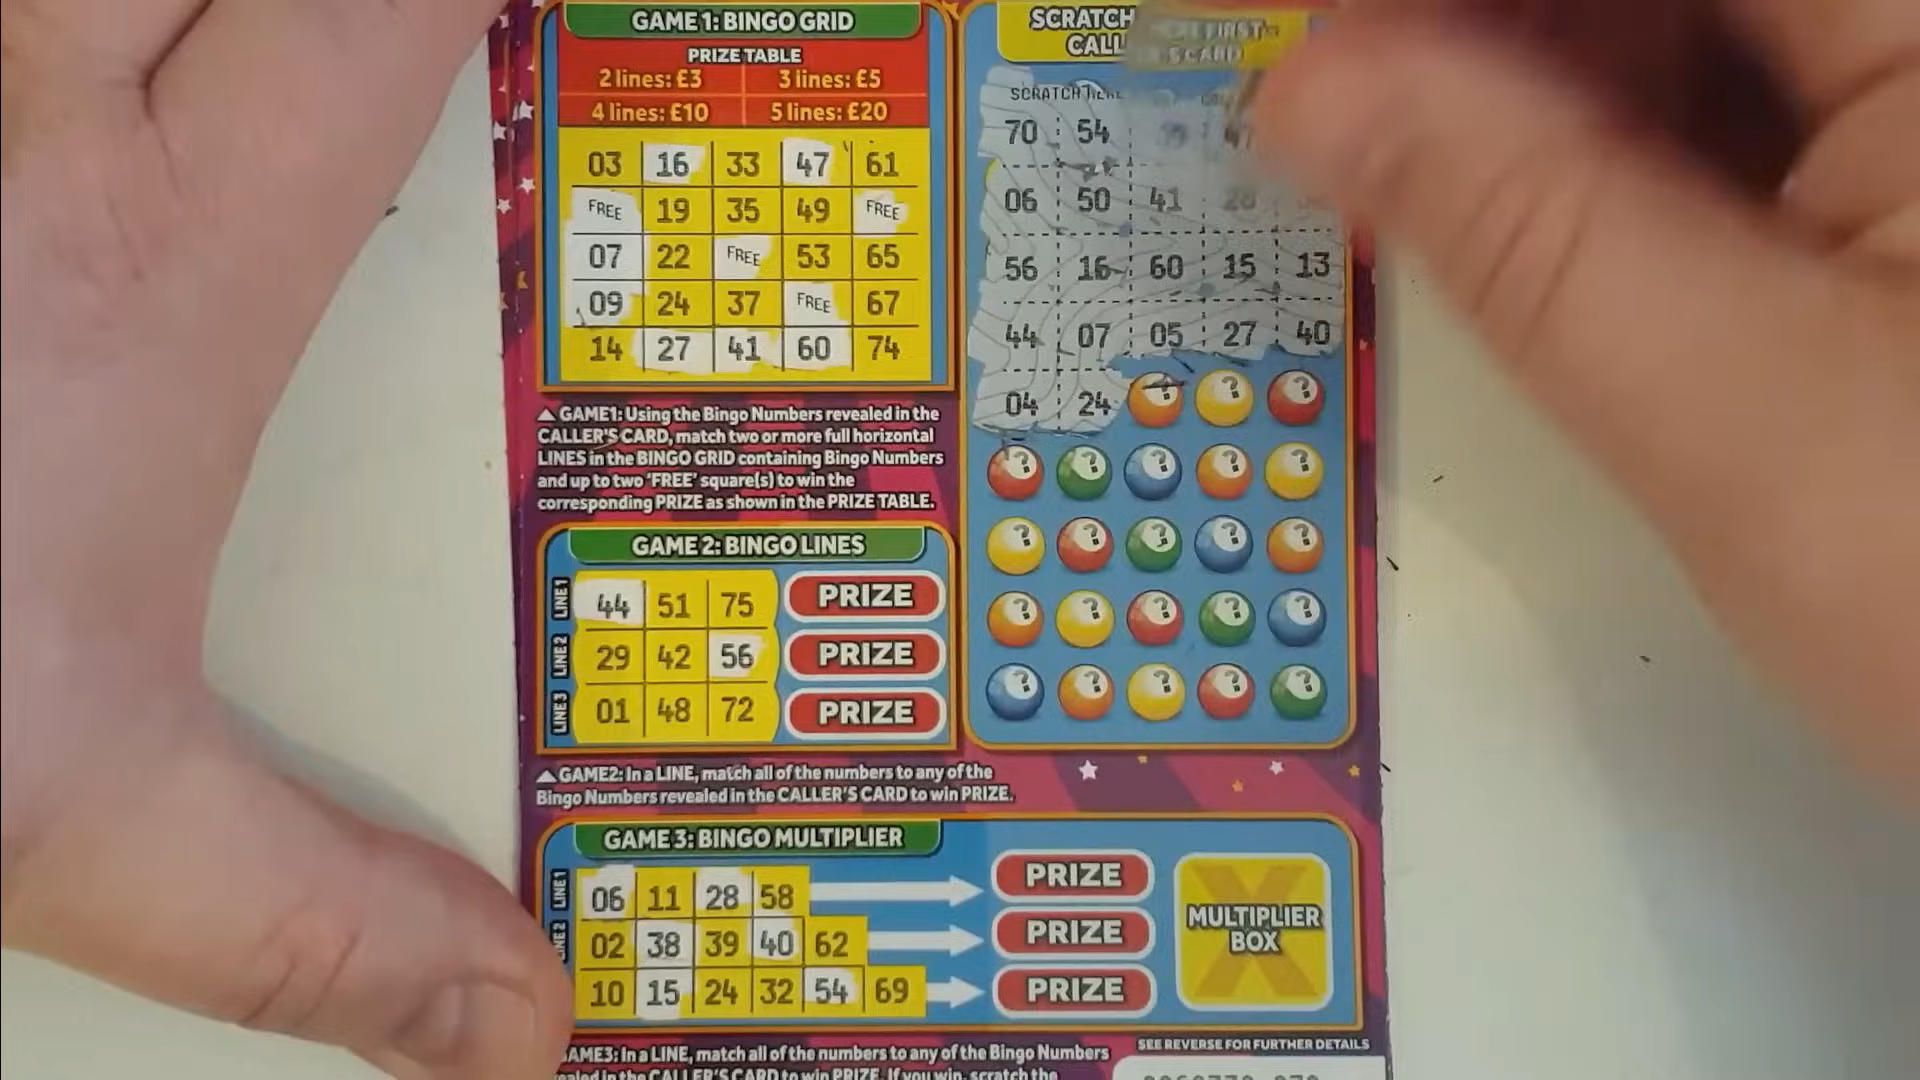 GAME 1: BINGO GRID
PRIZE TABLE
2 lines: £3 3 lines: £5
4 lines: £10 5 lines: £20
03 16 33 47 61
FREE 19 35 49 FREE
07 22 FREE 53 65
09 24 37 FREE 67
14 27 41 60 74
▲ GAME1: Using the Bingo Numbers revealed in the
CALLER'S CARD, match two or more full horizontal
LINES in the BINGO GRID containing Bingo Numbers
and up to two 'FREE' square(s) to win the
corresponding PRIZE as shown in the PRIZE TABLE.
GAME 2: BINGO LINES
LINE 1 44 51 75 PRIZE
LINE 2 29 42 56 PRIZE
LINE 3 01 48 72 PRIZE
▲ GAME2: In a LINE, match all of the numbers to any of the
Bingo Numbers revealed in the CALLER'S CARD to win PRIZE.
SCRATCH FIRST
CARD
SCRATCH
70 54 47
06 50 41 28
56 16 60 15 13
44 07 05 27 40
04 24 ? ? ?
? ? ? ? ?
? ? ? ? ?
? ? ? ? ?
? ? ? ? ?
GAME 3: BINGO MULTIPLIER
LINE 1 06 11 28 58 PRIZE
LINE 2 02 38 39 40 62 PRIZE
10 15 24 32 54 69 PRIZE
X
MULTIPLIER
BOX
GAME3: In a LINE, match all of the numbers to any of the Bingo Numbers
in the CALLER'S CARD to win PRIZE. If you win, scratch the
SEE REVERSE FOR FURTHER DETAILS